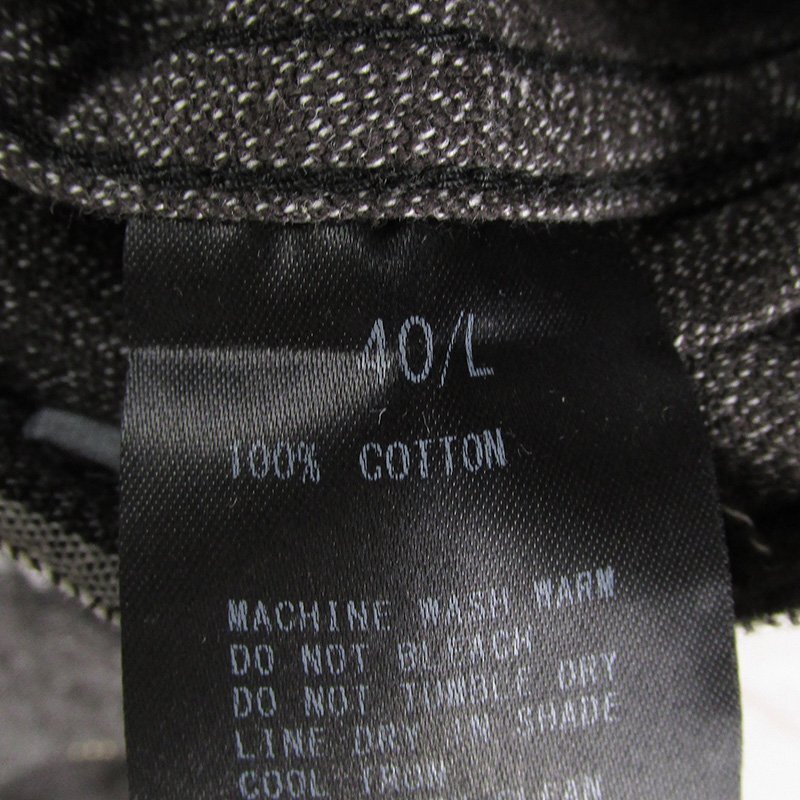 40/L
100% COTTON
MACHINE WASH WARM
DO NOT BLEACH
DO NOT TUMBLE DRY
LINE DRY IN SHADE
COOL IRON
CLEAN